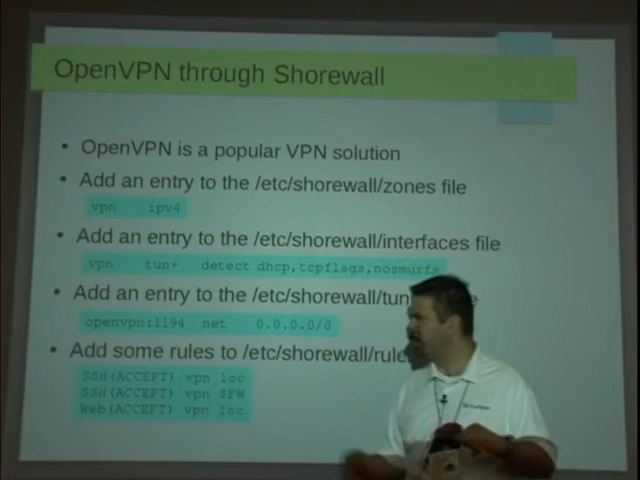 OpenVPN through Shorewall
• OpenVPN is a popular VPN solution
• Add an entry to the /etc/shorewall/zones file
vpn ipv4
• Add an entry to the /etc/shorewall/interfaces file
vpn tun+ detect dhcp,tcpflags,nosmurfs
• Add an entry to the /etc/shorewall/tun
openvpn:1194 net 0.0.0.0/0
• Add some rules to /etc/shorewall/rule
SSH(ACCEPT) vpn loc
SSH(ACCEPT) vpn $FW
Web(ACCEPT) vpn loc